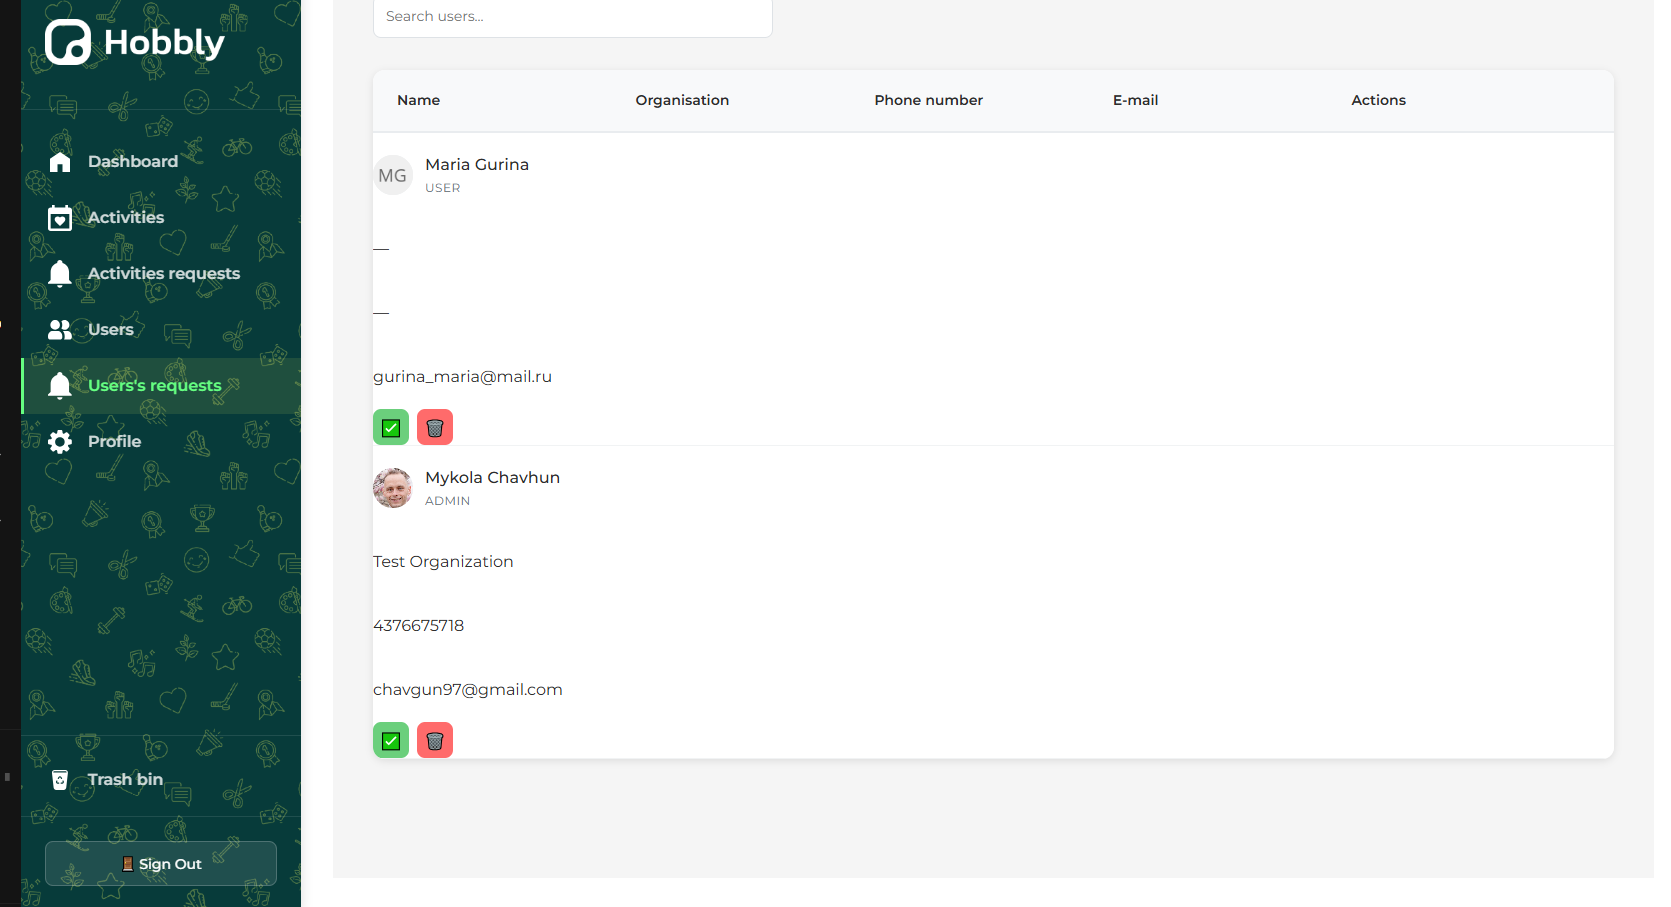 Hobbly
Dashboard
Activities
Activities requests
Users
Users's requests
Profile
Trash bin
Sign Out
Search users...
Name Organisation Phone number E-mail Actions
MG
Maria Gurina
USER
—
—
gurina_maria@mail.ru
Mykola Chavhun
ADMIN
Test Organization
4376675718
chavgun97@gmail.com